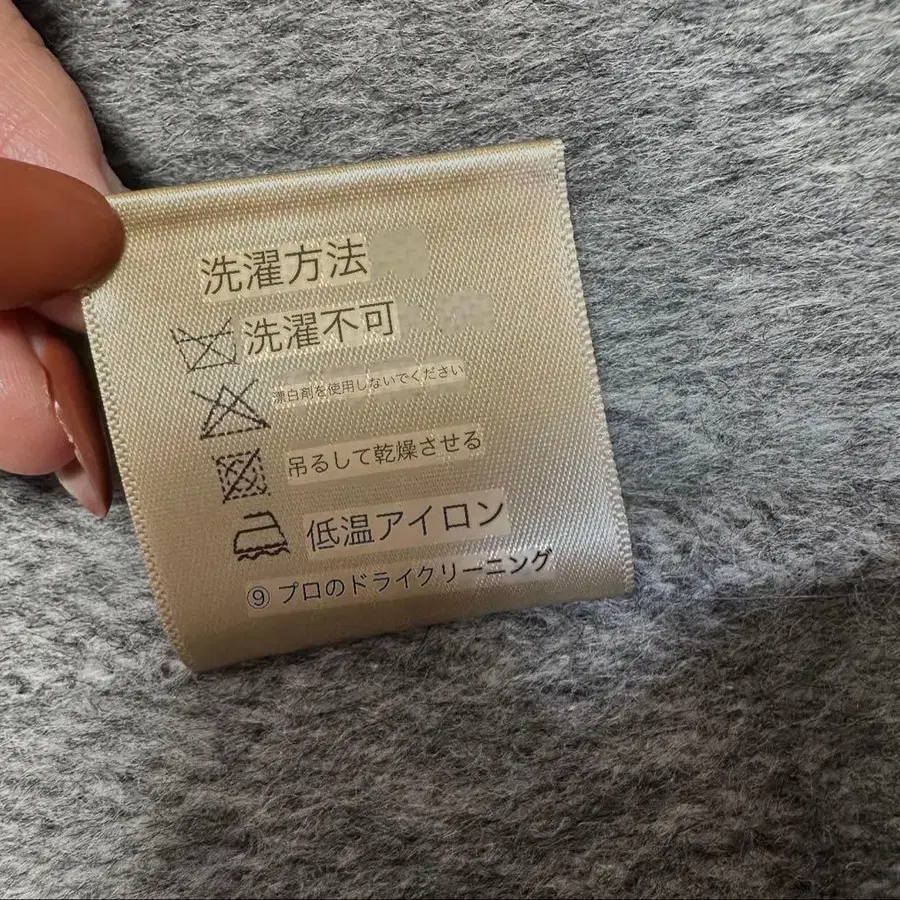 洗濯方法
洗濯不可
漂白剤を使用しないでください
吊るして乾燥させる
低温アイロン
⑨ プロのドライクリーニング